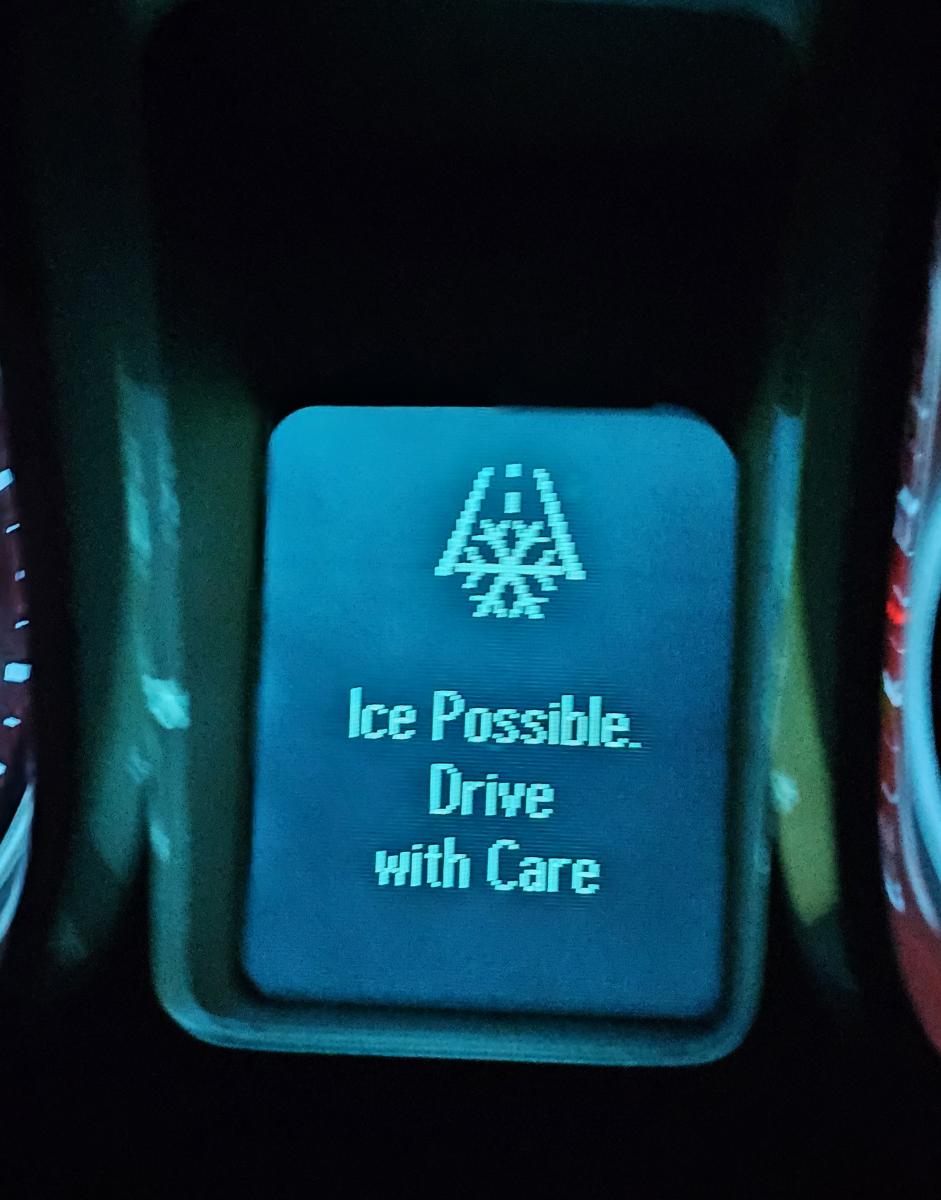 Ice Possible.
Drive
with Care